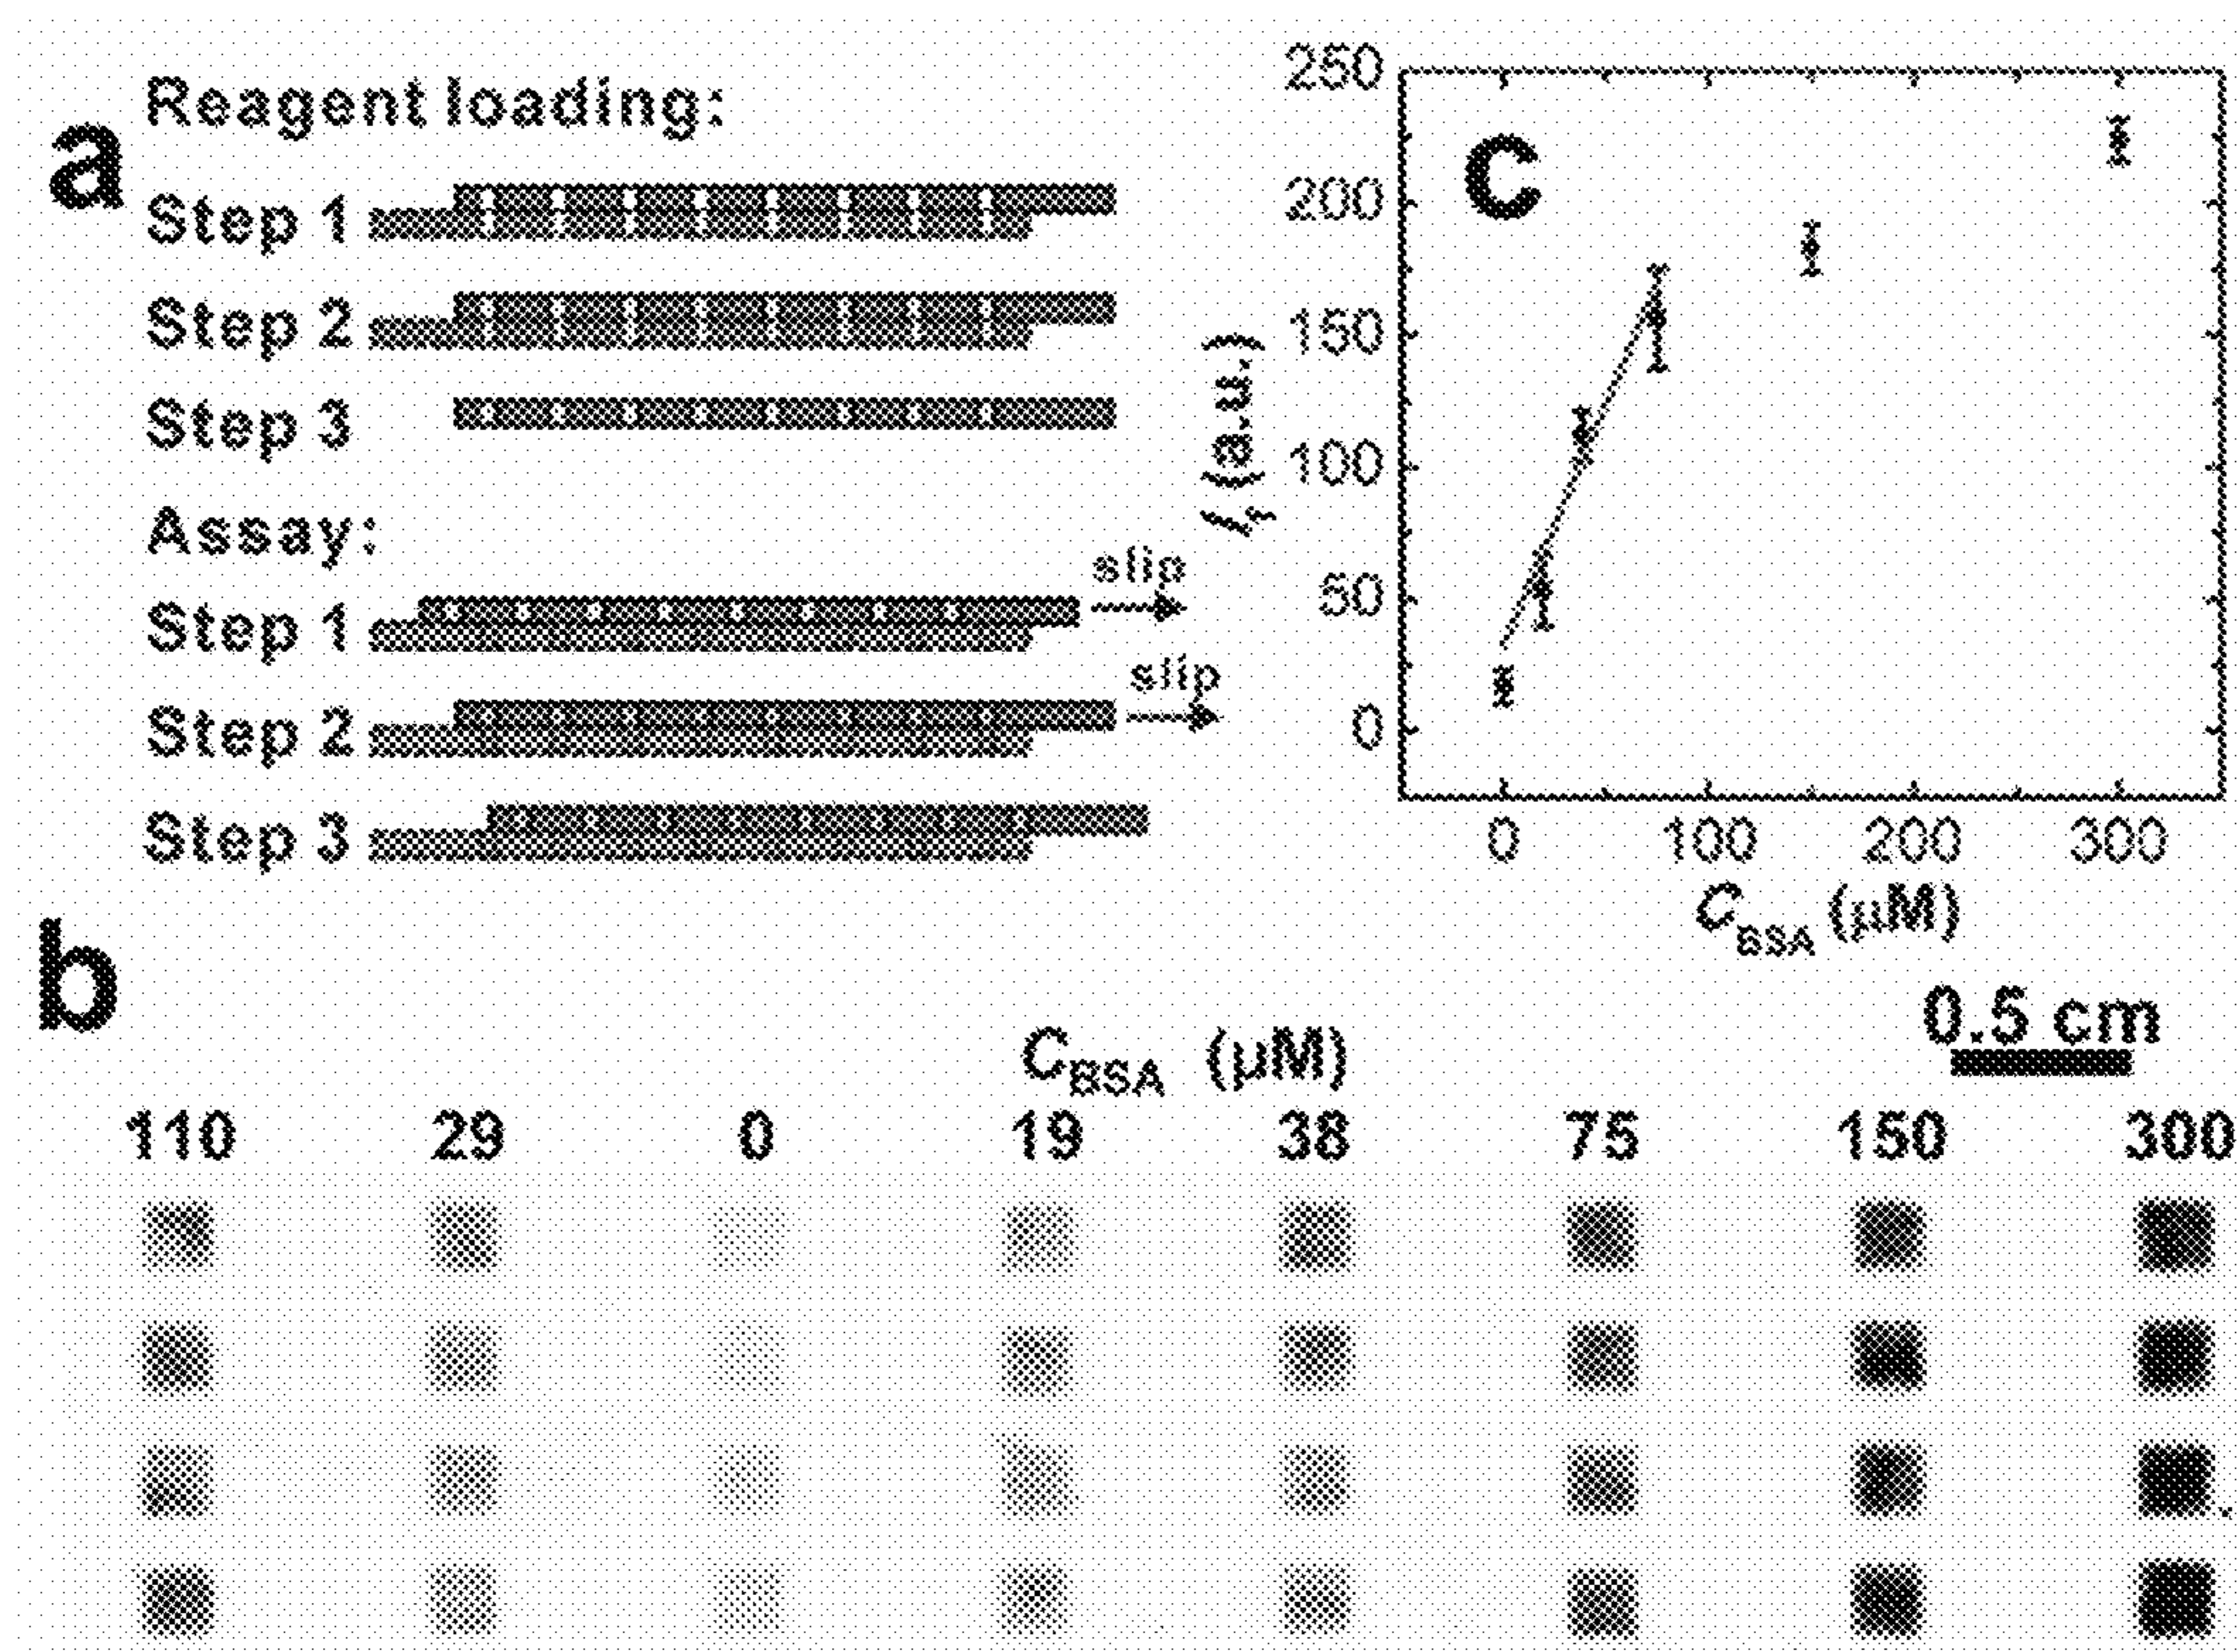 a
Reagent loading:
Step 1
Step 2
Step 3
Assay:
Step 1 slip
Step 2 slip
Step 3
c
250
200
150
100
50
0
(a.u.)
0 100 200 300
C_BSA (μM)
b
0.5 cm
C_BSA (μM)
110 29 0 19 38 75 150 300